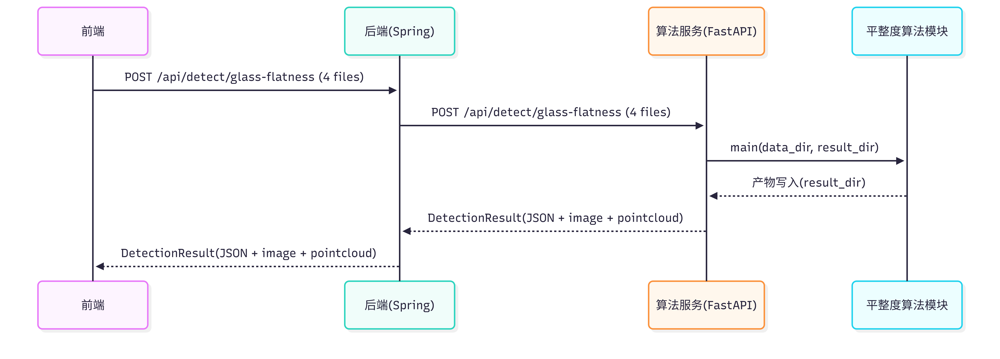 前端
后端(Spring)
算法服务(FastAPI)
平整度算法模块
POST /api/detect/glass-flatness (4 files)
POST /api/detect/glass-flatness (4 files)
main(data_dir, result_dir)
产物写入(result_dir)
DetectionResult(JSON + image + pointcloud)
DetectionResult(JSON + image + pointcloud)
前端
后端(Spring)
算法服务(FastAPI)
平整度算法模块